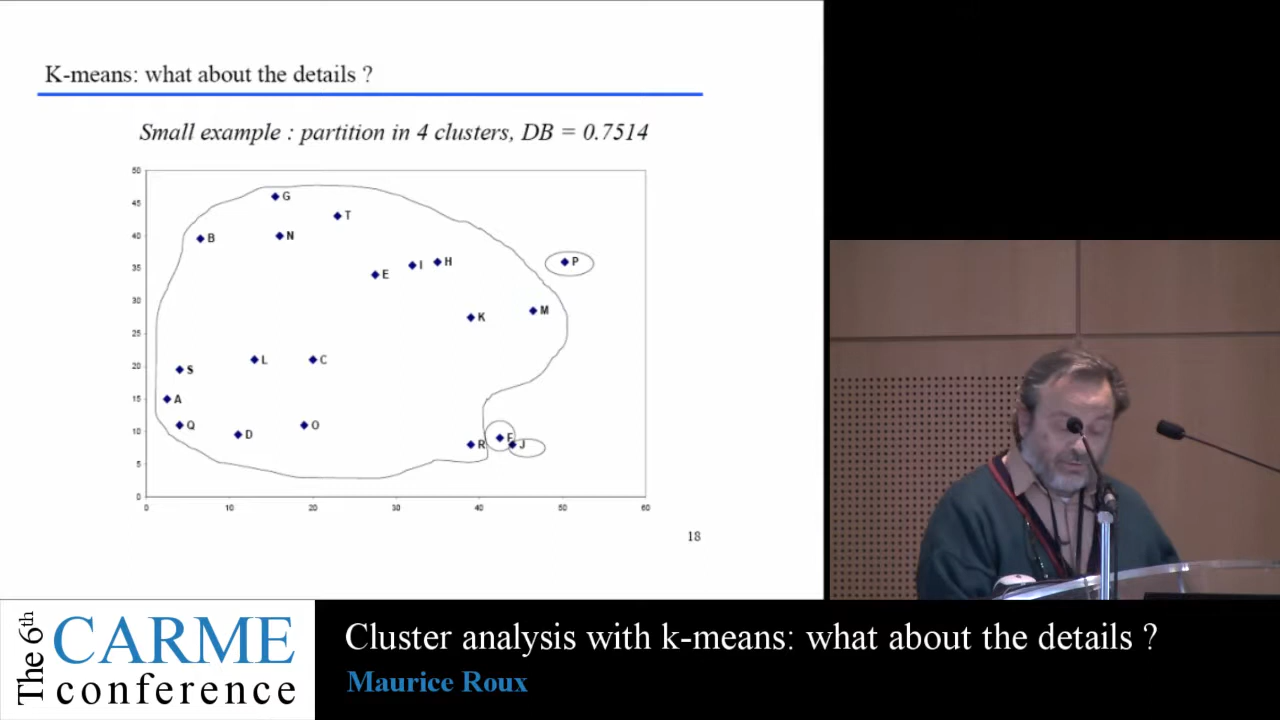 K-means: what about the details ?
Small example : partition in 4 clusters, DB = 0.7514
50
45
40
35
30
25
20
15
10
5
0
0 10 20 30 40 50 60
G
T
B
N
E
I
H
P
K
M
S
L
C
A
Q
D
O
R
F
J
18
The 6th
CARME
conference
Cluster analysis with k-means: what about the details ?
Maurice Roux